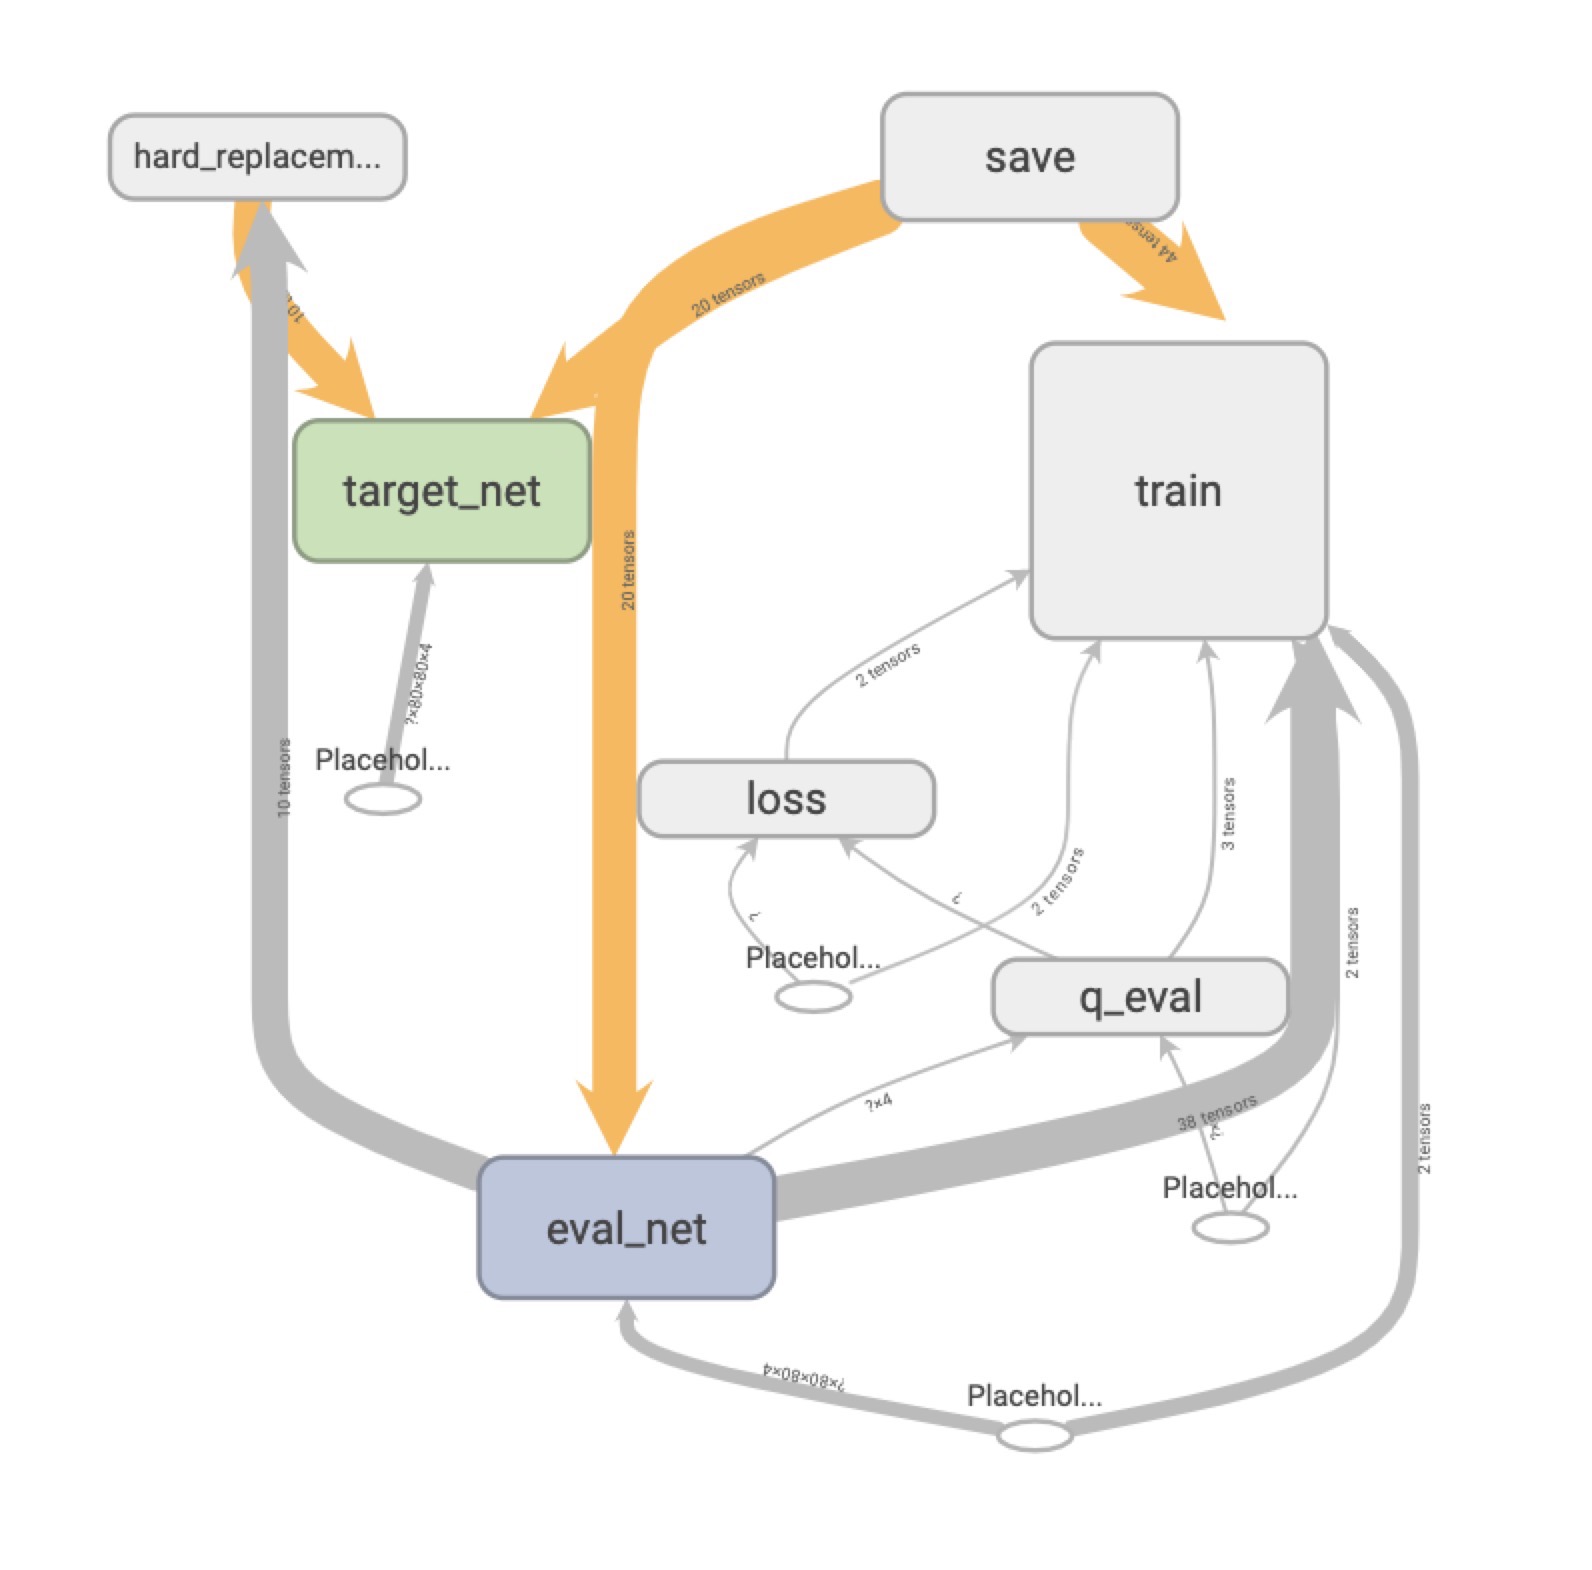 hard_replacem...
save
44 tenso
20 tensors
10
target_net
train
20 tensors
2 tensors
?×80×80×4
Placehol...
10 tensors
loss
3 tensors
2 tensors
?
?
2 tensors
Placehol...
q_eval
?×4
38 tensors
?
2 tensors
Placehol...
eval_net
?×80×80×4
Placehol...